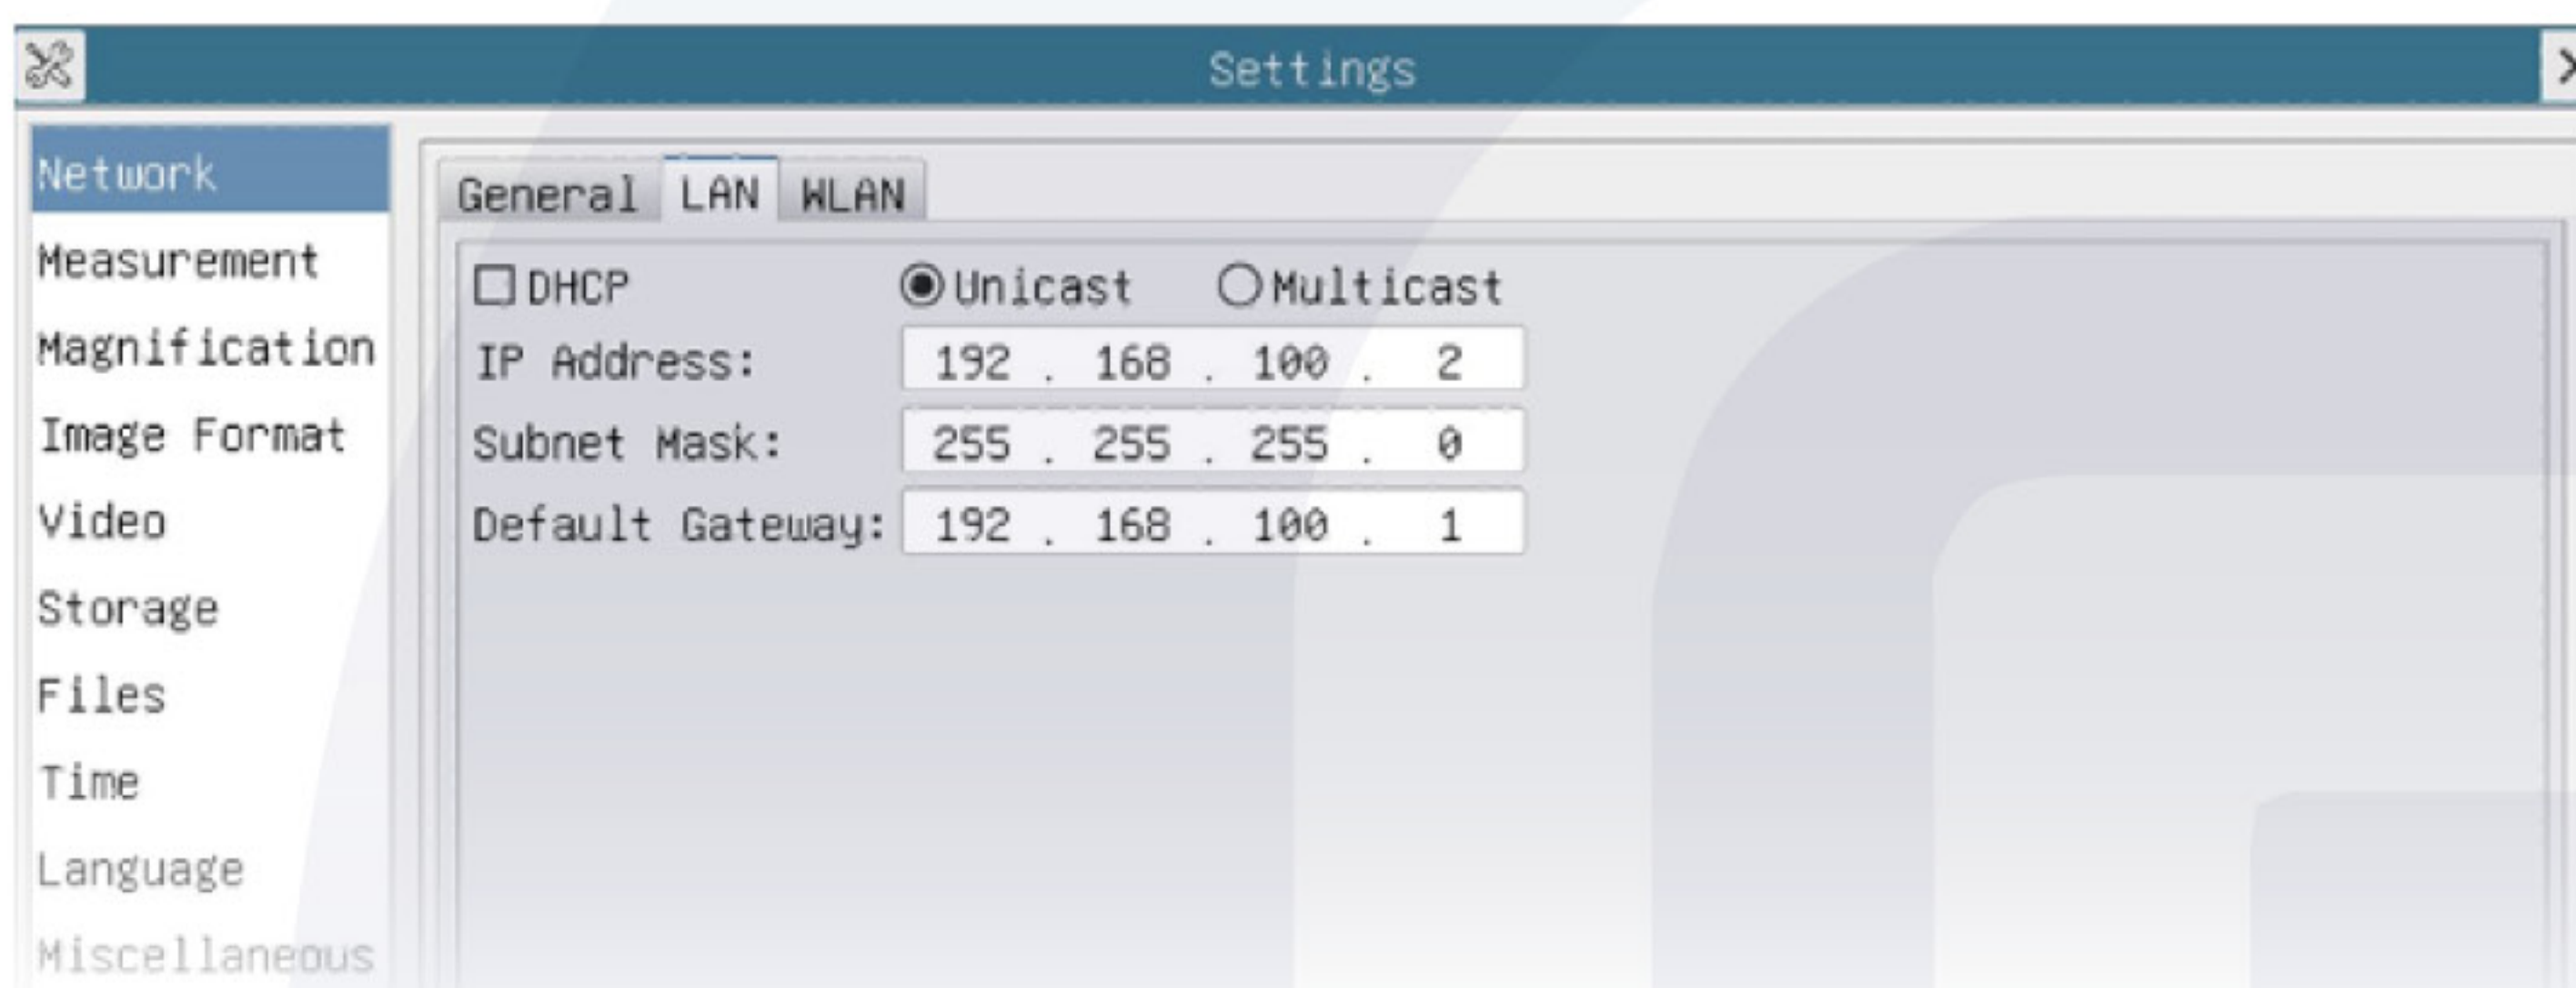 Settings
Network
Measurement
Magnification
Image Format
Video
Storage
Files
Time
Language
Miscellaneous
General LAN WLAN
DHCP Unicast Multicast
IP Address: 192 . 168 . 100 . 2
Subnet Mask: 255 . 255 . 255 . 0
Default Gateway: 192 . 168 . 100 . 1